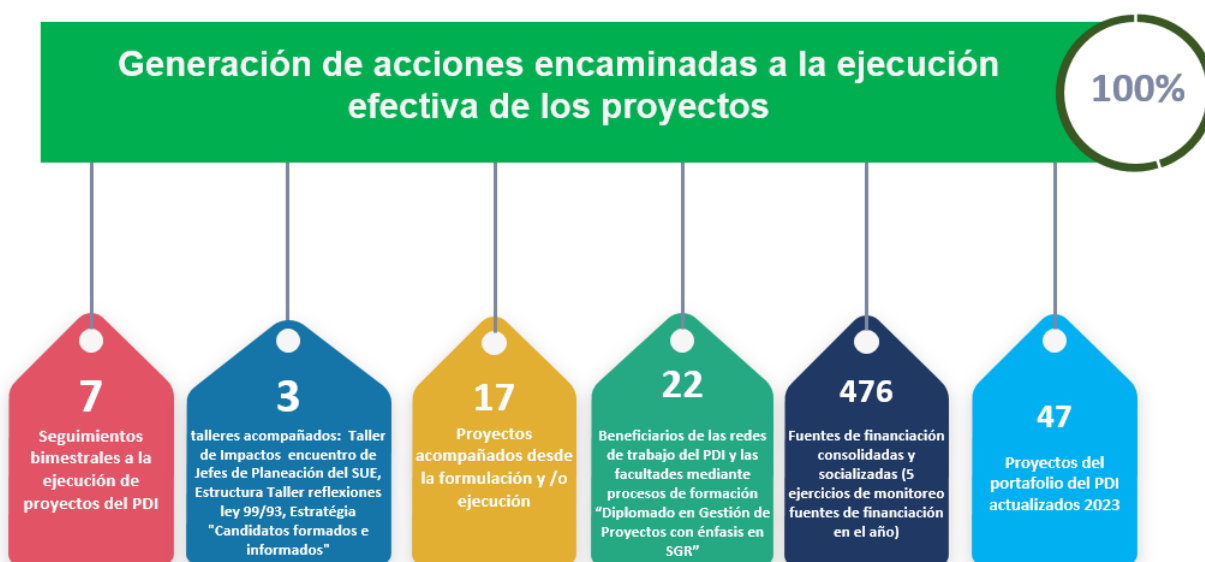 Generación de acciones encaminadas a la ejecución
efectiva de los proyectos
100%
7
Seguimientos
bimestrales a la
ejecución de
proyectos del PDI
3
talleres acompañados:  Taller
de Impactos  encuentro de
Jefes de Planeación del SUE,
Estructura Taller reflexiones
ley 99/93, Estratégia
"Candidatos formados e
informados"
17
Proyectos
acompañados desde
la formulación y /o
ejecución
22
Beneficiarios de las redes
de trabajo del PDI y las
facultades mediante
procesos de formación
“Diplomado en Gestión de
Proyectos con énfasis en
SGR”
476
Fuentes de financiación
consolidadas y
socializadas (5
ejercicios de monitoreo
fuentes de financiación
en el año)
47
Proyectos del
portafolio del PDI
actualizados 2023